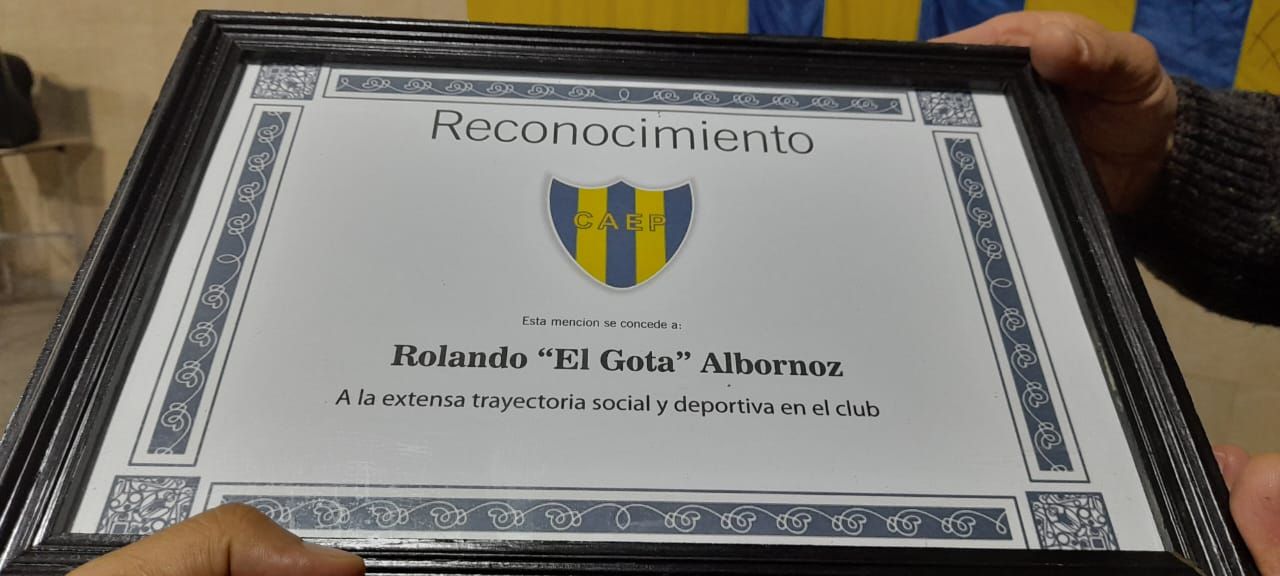 Reconocimiento
CAEP
Esta mencion se concede a:
Rolando “El Gota” Albornoz
A la extensa trayectoria social y deportiva en el club